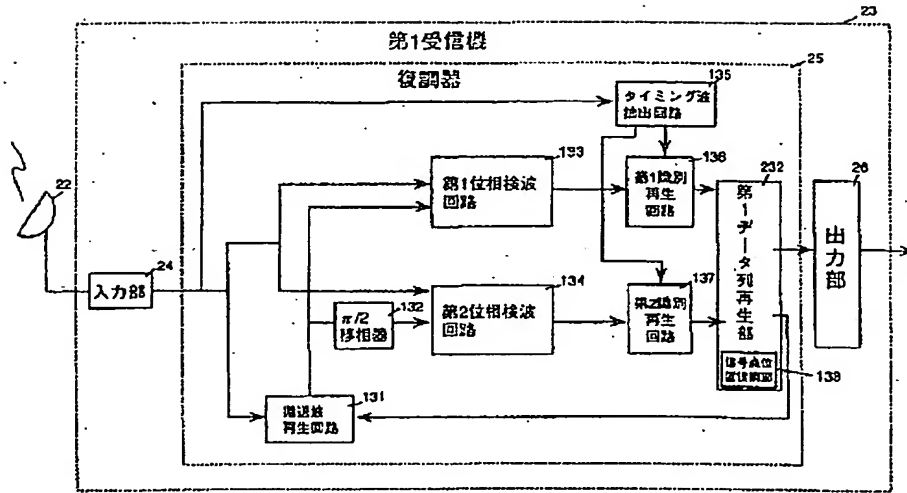 23
第1受信機
25
復調器
135
タイミング波
抽出回路
133
第1位相検波
回路
136
第1識別
再生
回路
232
第1データ列再生部
26
出力部
22
24
入力部
134
第2位相検波
回路
137
第2識別
再生
回路
132
π/2
移相器
138
131
搬送波
再生回路